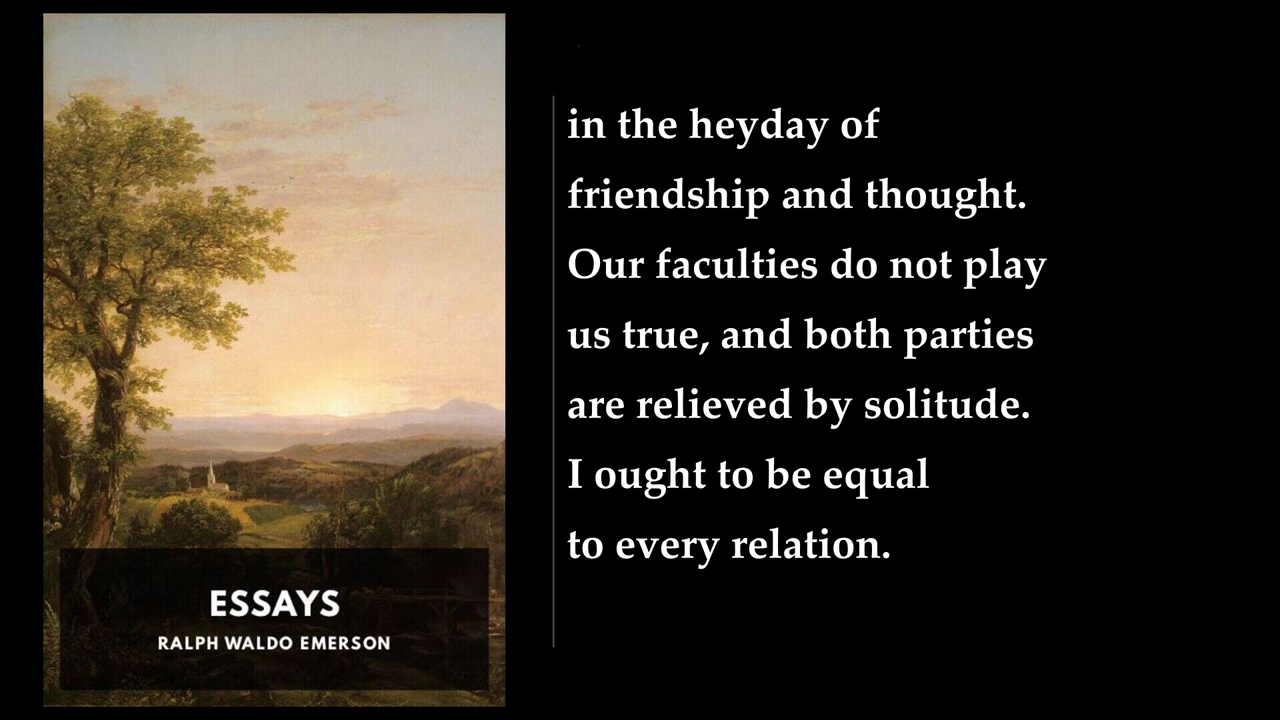 ESSAYS
RALPH WALDO EMERSON
in the heyday of
friendship and thought.
Our faculties do not play
us true, and both parties
are relieved by solitude.
I ought to be equal
to every relation.